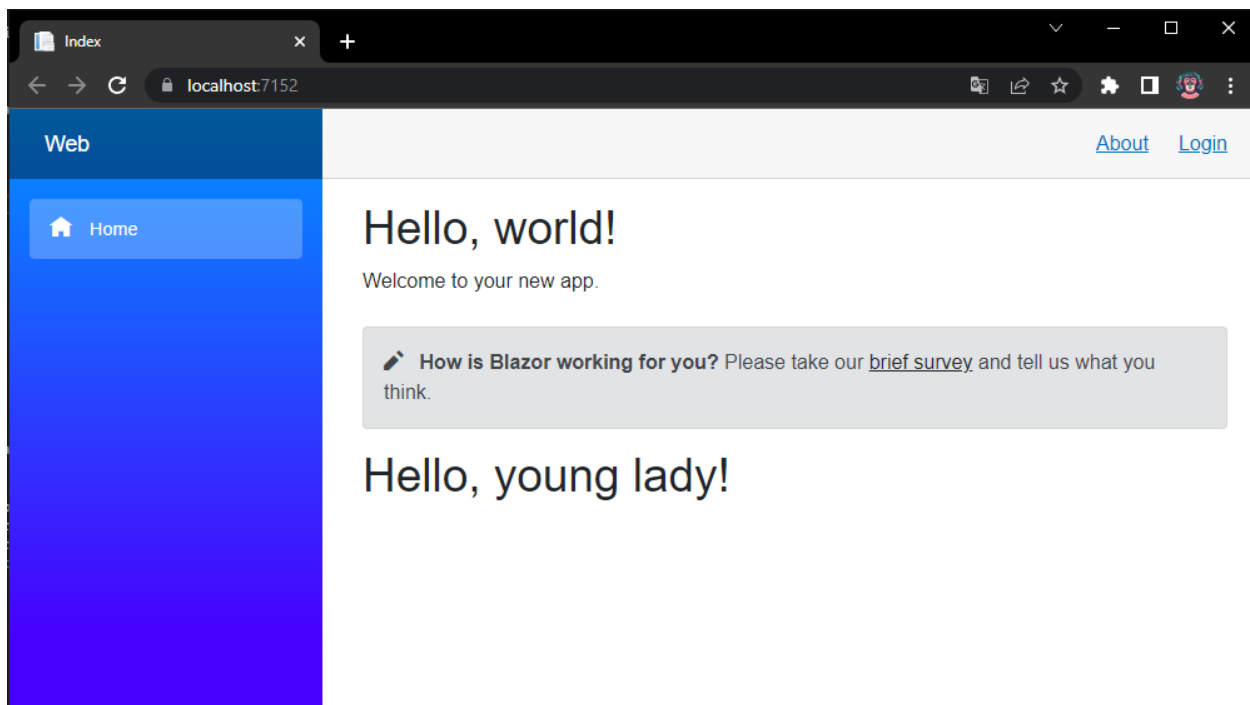 Index
localhost:7152
Web
About Login
Home
Hello, world!
Welcome to your new app.
How is Blazor working for you? Please take our brief survey and tell us what you
think.
Hello, young lady!